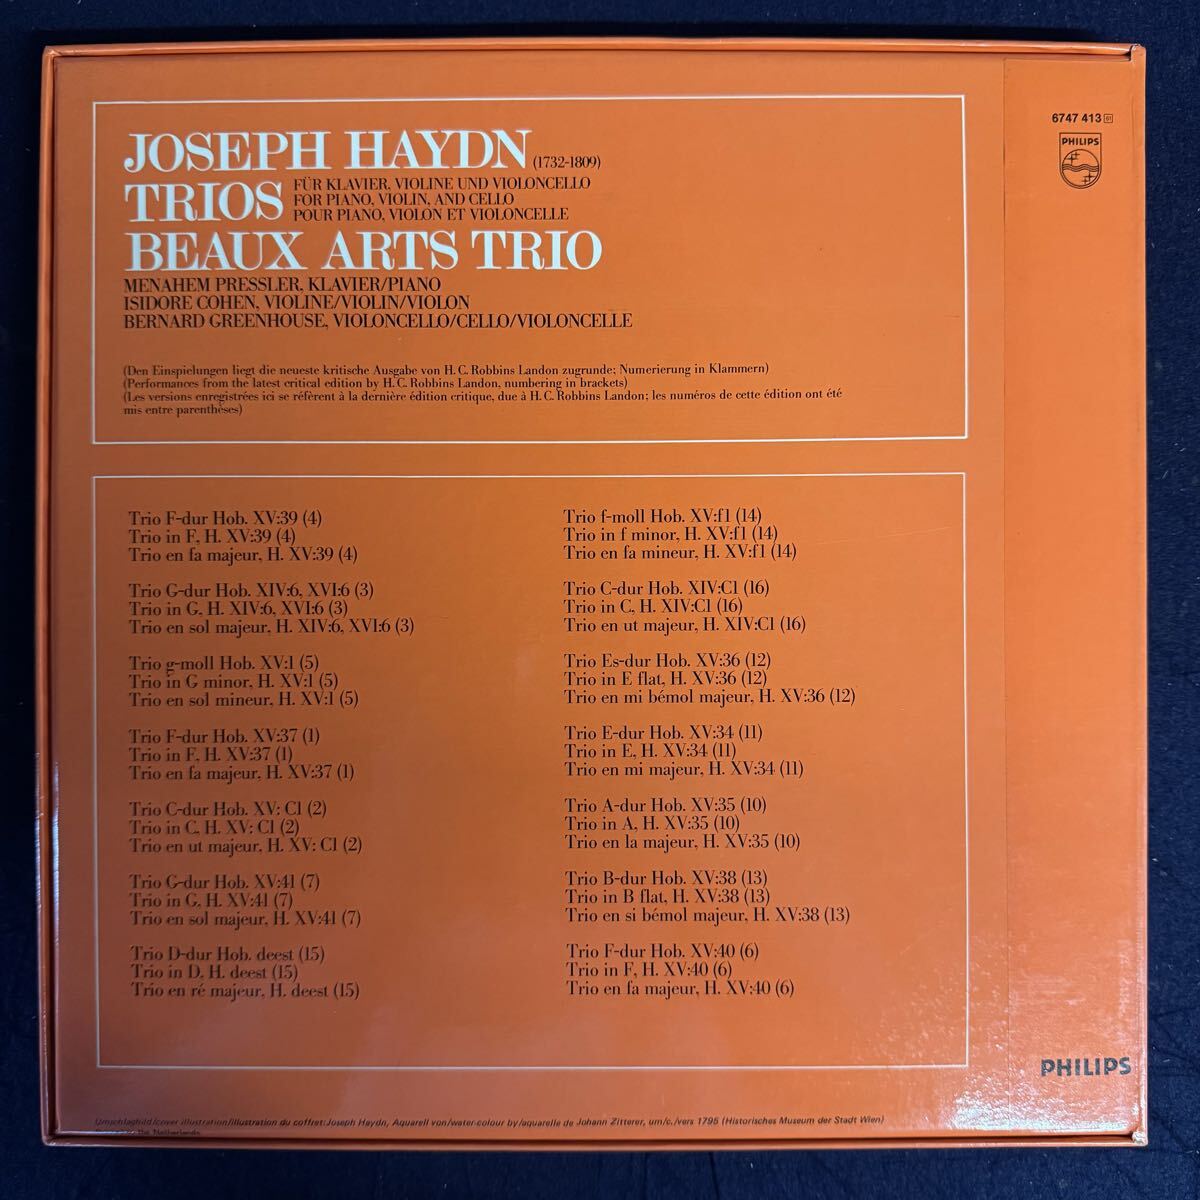 6747 413 61
PHILIPS
JOSEPH HAYDN (1732-1809)
TRIOS
FÜR KLAVIER, VIOLINE UND VIOLONCELLO
FOR PIANO, VIOLIN, AND CELLO
POUR PIANO, VIOLON ET VIOLONCELLE
BEAUX ARTS TRIO
MENAHEM PRESSLER, KLAVIER/PIANO
ISIDORE COHEN, VIOLINE/VIOLIN/VIOLON
BERNARD GREENHOUSE, VIOLONCELLO/CELLO/VIOLONCELLE
(Den Einspielungen liegt die neueste kritische Ausgabe von H. C. Robbins Landon zugrunde; Numerierung in Klammern)
(Performances from the latest critical edition by H. C. Robbins Landon, numbering in brackets)
(Les versions enregistrées ici se réfèrent à la dernière édition critique, due à H. C. Robbins Landon; les numéros de cette édition ont été
mis entre parenthèses)
Trio F-dur Hob. XV:39 (4)
Trio in F, H. XV:39 (4)
Trio en fa majeur, H. XV:39 (4)
Trio G-dur Hob. XIV:6, XVI:6 (3)
Trio in G, H. XIV:6, XVI:6 (3)
Trio en sol majeur, H. XIV:6, XVI:6 (3)
Trio g-moll Hob. XV:1 (5)
Trio in G minor, H. XV:1 (5)
Trio en sol mineur, H. XV:1 (5)
Trio F-dur Hob. XV:37 (1)
Trio in F, H. XV:37 (1)
Trio en fa majeur, H. XV:37 (1)
Trio C-dur Hob. XV: C1 (2)
Trio in C, H. XV: C1 (2)
Trio en ut majeur, H. XV: C1 (2)
Trio G-dur Hob. XV:41 (7)
Trio in G, H. XV:41 (7)
Trio en sol majeur, H. XV:41 (7)
Trio D-dur Hob. deest (15)
Trio in D, H. deest (15)
Trio en ré majeur, H. deest (15)
Trio f-moll Hob. XV:f1 (14)
Trio in f minor, H. XV:f1 (14)
Trio en fa mineur, H. XV:f1 (14)
Trio C-dur Hob. XIV:C1 (16)
Trio in C, H. XIV:C1 (16)
Trio en ut majeur, H. XIV:C1 (16)
Trio Es-dur Hob. XV:36 (12)
Trio in E flat, H. XV:36 (12)
Trio en mi bémol majeur, H. XV:36 (12)
Trio E-dur Hob. XV:34 (11)
Trio in E, H. XV:34 (11)
Trio en mi majeur, H. XV:34 (11)
Trio A-dur Hob. XV:35 (10)
Trio in A, H. XV:35 (10)
Trio en la majeur, H. XV:35 (10)
Trio B-dur Hob. XV:38 (13)
Trio in B flat, H. XV:38 (13)
Trio en si bémol majeur, H. XV:38 (13)
Trio F-dur Hob. XV:40 (6)
Trio in F, H. XV:40 (6)
Trio en fa majeur, H. XV:40 (6)
PHILIPS
Umschlagbild/cover illustration/illustration du coffret: Joseph Haydn, Aquarell von/water-colour by/aquarelle de Johann Zitterer, um/c./vers 1795 (Historisches Museum der Stadt Wien)
the Netherlands